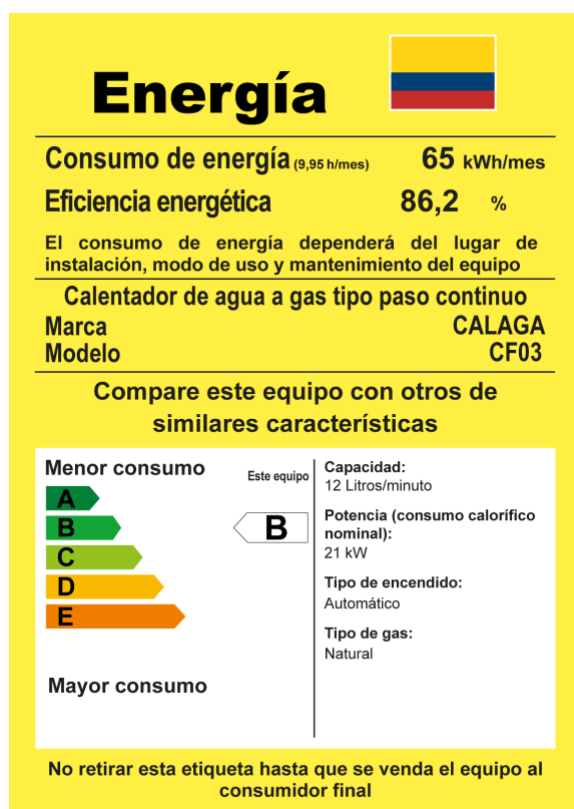 Energía
Consumo de energía (9,95 h/mes) 65 kWh/mes
Eficiencia energética 86,2 %
El consumo de energía dependerá del lugar de
instalación, modo de uso y mantenimiento del equipo
Calentador de agua a gas tipo paso continuo
Marca CALAGA
Modelo CF03
Compare este equipo con otros de
similares características
Menor consumo
Este equipo
A
B
B
C
D
E
Mayor consumo
Capacidad:
12 Litros/minuto
Potencia (consumo calorífico
nominal):
21 kW
Tipo de encendido:
Automático
Tipo de gas:
Natural
No retirar esta etiqueta hasta que se venda el equipo al
consumidor final